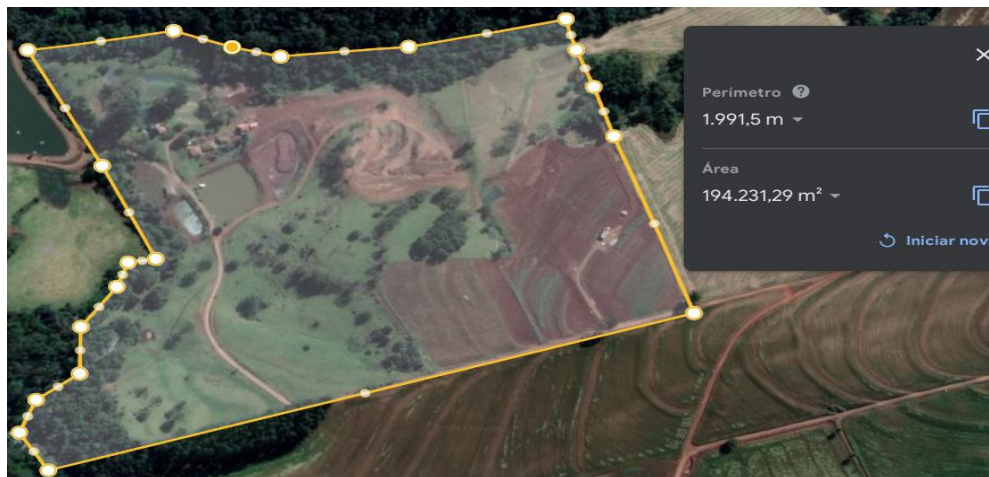 Perímetro
1.991,5 m
Área
194.231,29 m²
Iniciar nov